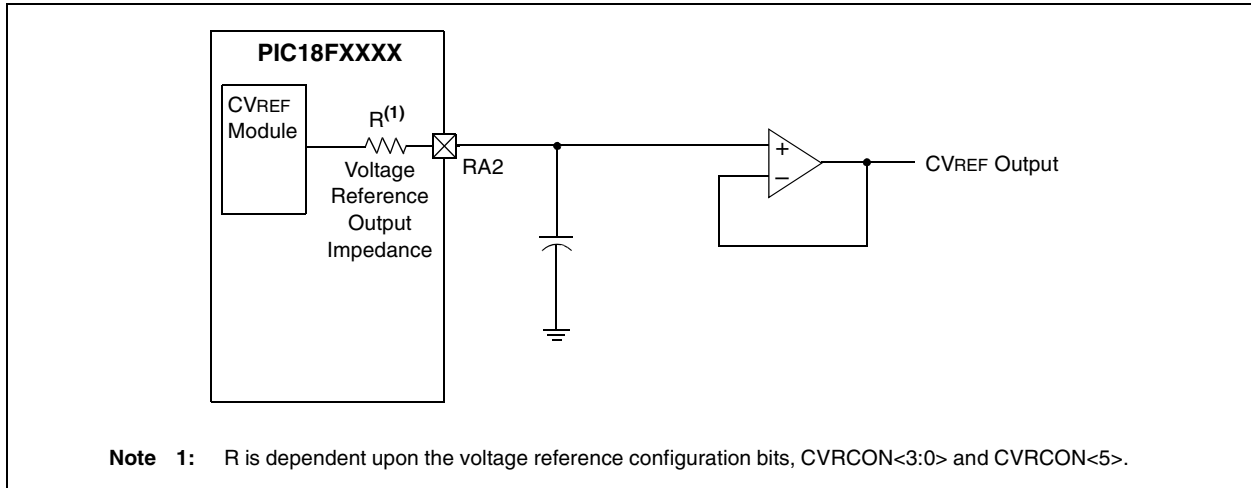 PIC18FXXXX
CVREF
Module
R(1)
Voltage
Reference
Output
Impedance
RA2
+
–
CVREF Output
Note 1: R is dependent upon the voltage reference configuration bits, CVRCON<3:0> and CVRCON<5>.